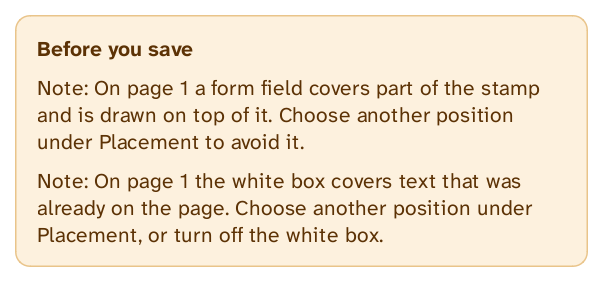 Before you save
Note: On page 1 a form field covers part of the stamp
and is drawn on top of it. Choose another position
under Placement to avoid it.
Note: On page 1 the white box covers text that was
already on the page. Choose another position under
Placement, or turn off the white box.